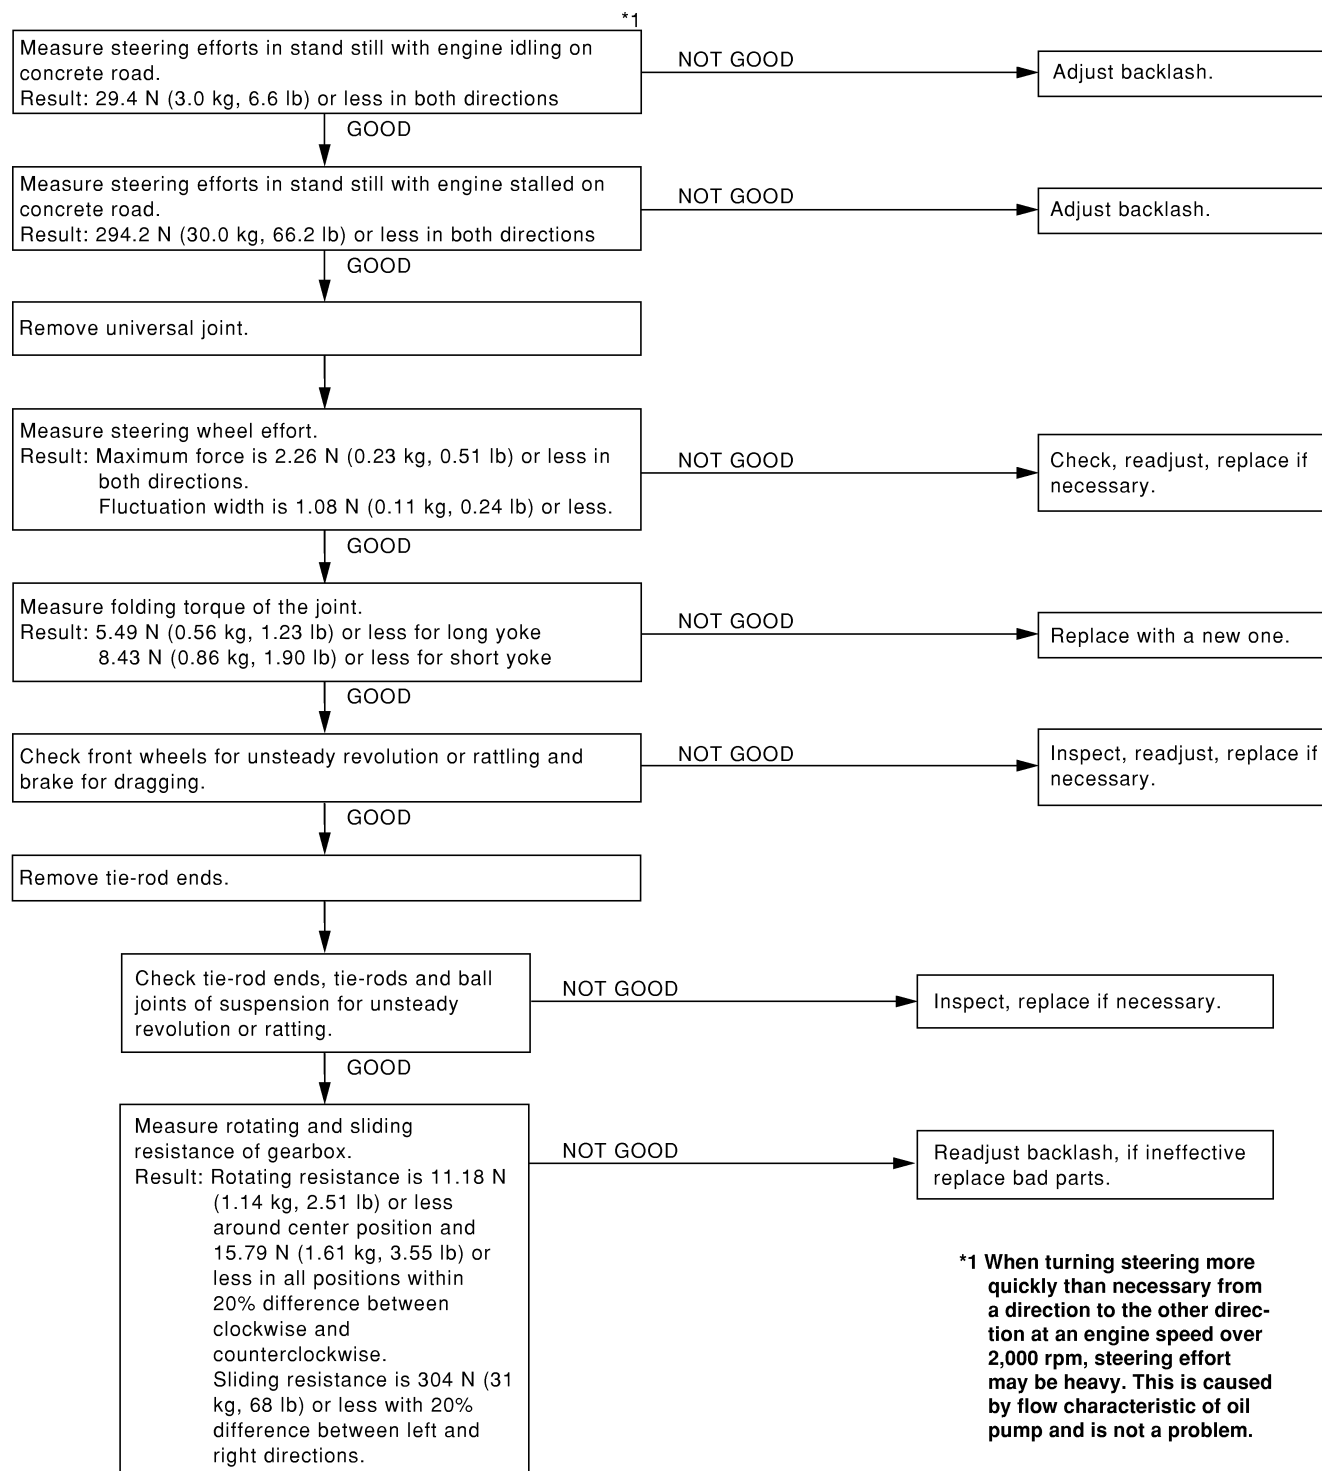 *1
Measure steering efforts in stand still with engine idling on
concrete road.
Result: 29.4 N (3.0 kg, 6.6 lb) or less in both directions
NOT GOOD
Adjust backlash.
GOOD
Measure steering efforts in stand still with engine stalled on
concrete road.
Result: 294.2 N (30.0 kg, 66.2 lb) or less in both directions
NOT GOOD
Adjust backlash.
GOOD
Remove universal joint.
Measure steering wheel effort.
Result: Maximum force is 2.26 N (0.23 kg, 0.51 lb) or less in
both directions.
Fluctuation width is 1.08 N (0.11 kg, 0.24 lb) or less.
NOT GOOD
Check, readjust, replace if
necessary.
GOOD
Measure folding torque of the joint.
Result: 5.49 N (0.56 kg, 1.23 lb) or less for long yoke
8.43 N (0.86 kg, 1.90 lb) or less for short yoke
NOT GOOD
Replace with a new one.
GOOD
Check front wheels for unsteady revolution or rattling and
brake for dragging.
NOT GOOD
Inspect, readjust, replace if
necessary.
GOOD
Remove tie-rod ends.
Check tie-rod ends, tie-rods and ball
joints of suspension for unsteady
revolution or ratting.
NOT GOOD
Inspect, replace if necessary.
GOOD
Measure rotating and sliding
resistance of gearbox.
Result: Rotating resistance is 11.18 N
(1.14 kg, 2.51 lb) or less
around center position and
15.79 N (1.61 kg, 3.55 lb) or
less in all positions within
20% difference between
clockwise and
counterclockwise.
Sliding resistance is 304 N (31
kg, 68 lb) or less with 20%
difference between left and
right directions.
NOT GOOD
Readjust backlash, if ineffective
replace bad parts.
*1 When turning steering more
quickly than necessary from
a direction to the other direc-
tion at an engine speed over
2,000 rpm, steering effort
may be heavy. This is caused
by flow characteristic of oil
pump and is not a problem.